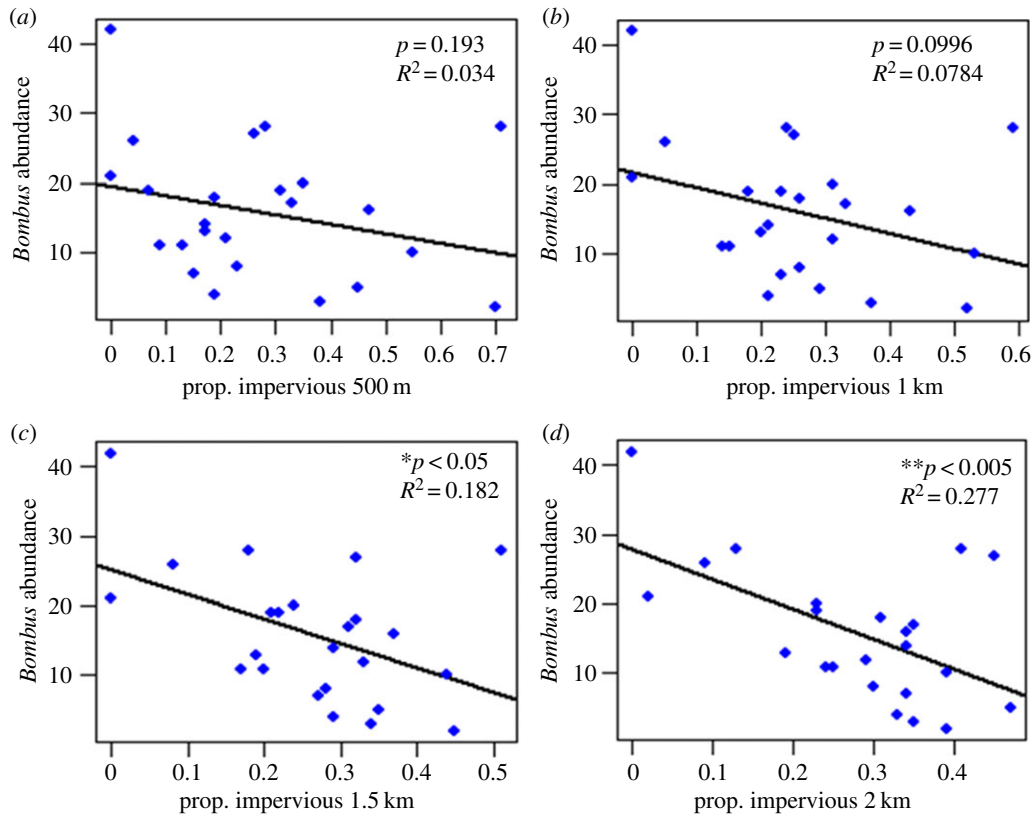 (a)
p = 0.193
R² = 0.034
Bombus abundance
40
30
20
10
0 0.1 0.2 0.3 0.4 0.5 0.6 0.7
prop. impervious 500 m
(b)
p = 0.0996
R² = 0.0784
Bombus abundance
40
30
20
10
0 0.1 0.2 0.3 0.4 0.5 0.6
prop. impervious 1 km
(c)
*p < 0.05
R² = 0.182
Bombus abundance
40
30
20
10
0 0.1 0.2 0.3 0.4 0.5
prop. impervious 1.5 km
(d)
**p < 0.005
R² = 0.277
Bombus abundance
40
30
20
10
0 0.1 0.2 0.3 0.4
prop. impervious 2 km